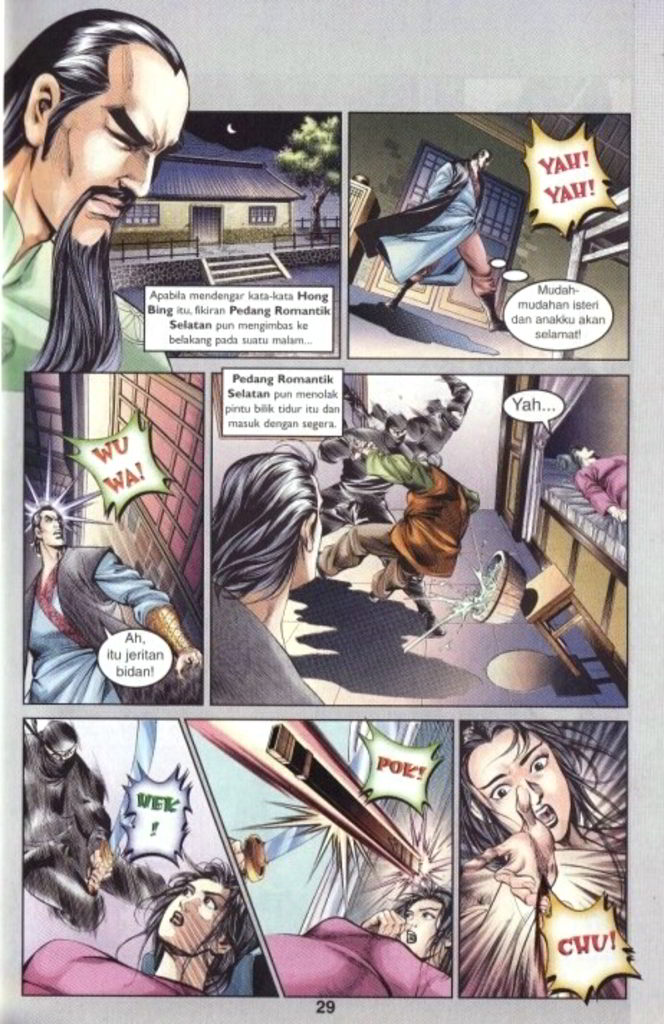 Apabila mendengar kata-kata Hong
Bing itu, fikiran Pedang Romantik
Selatan pun mengimbas ke
belakang pada suatu malam...
YAH!
YAH!
Mudah-
mudahan isteri
dan anakku akan
selamat!
WU
WA!
Ah,
itu jeritan
bidan!
Pedang Romantik
Selatan pun menolak
pintu bilik tidur itu dan
masuk dengan segera.
Yah...
HEK
!
POK!
CHU!
29